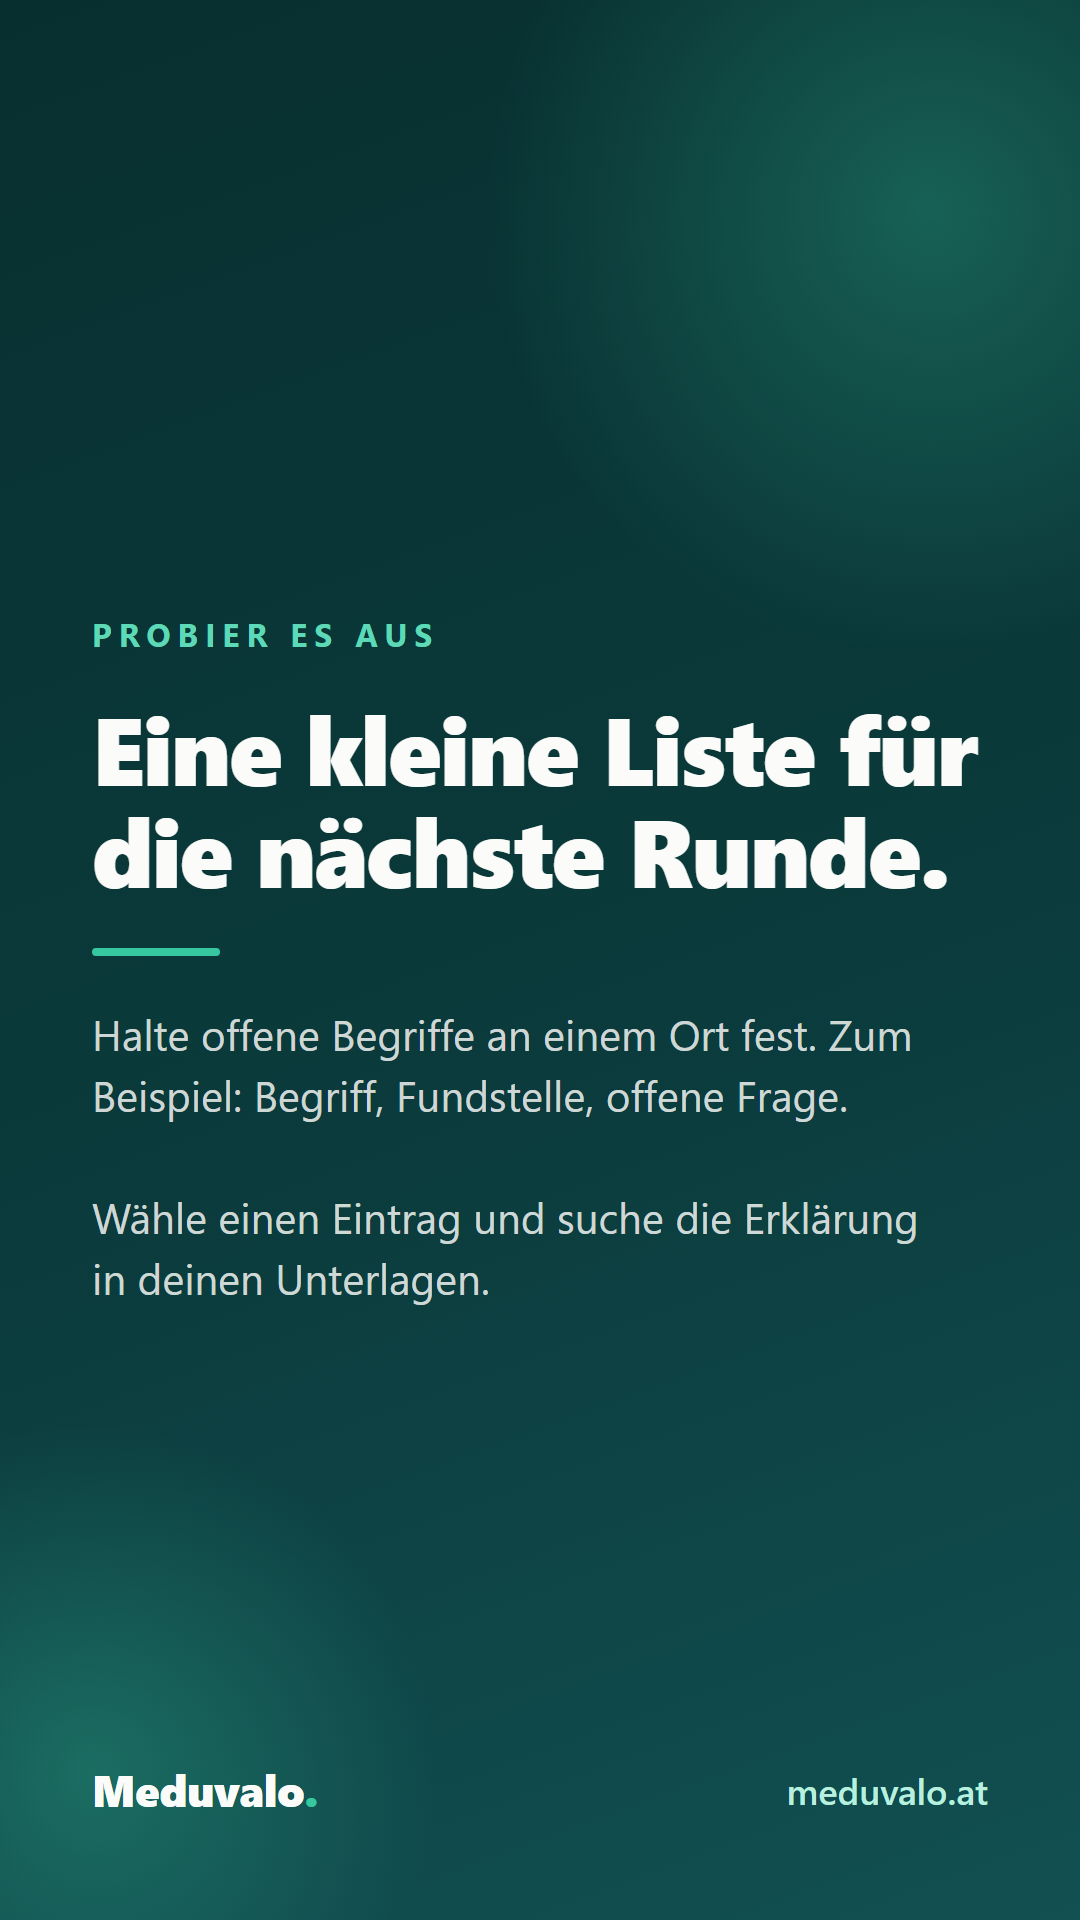 PROBIER ES AUS
Eine kleine Liste für
die nächste Runde.
Halte offene Begriffe an einem Ort fest. Zum
Beispiel: Begriff, Fundstelle, offene Frage.
Wähle einen Eintrag und suche die Erklärung
in deinen Unterlagen.
Meduvalo.
meduvalo.at